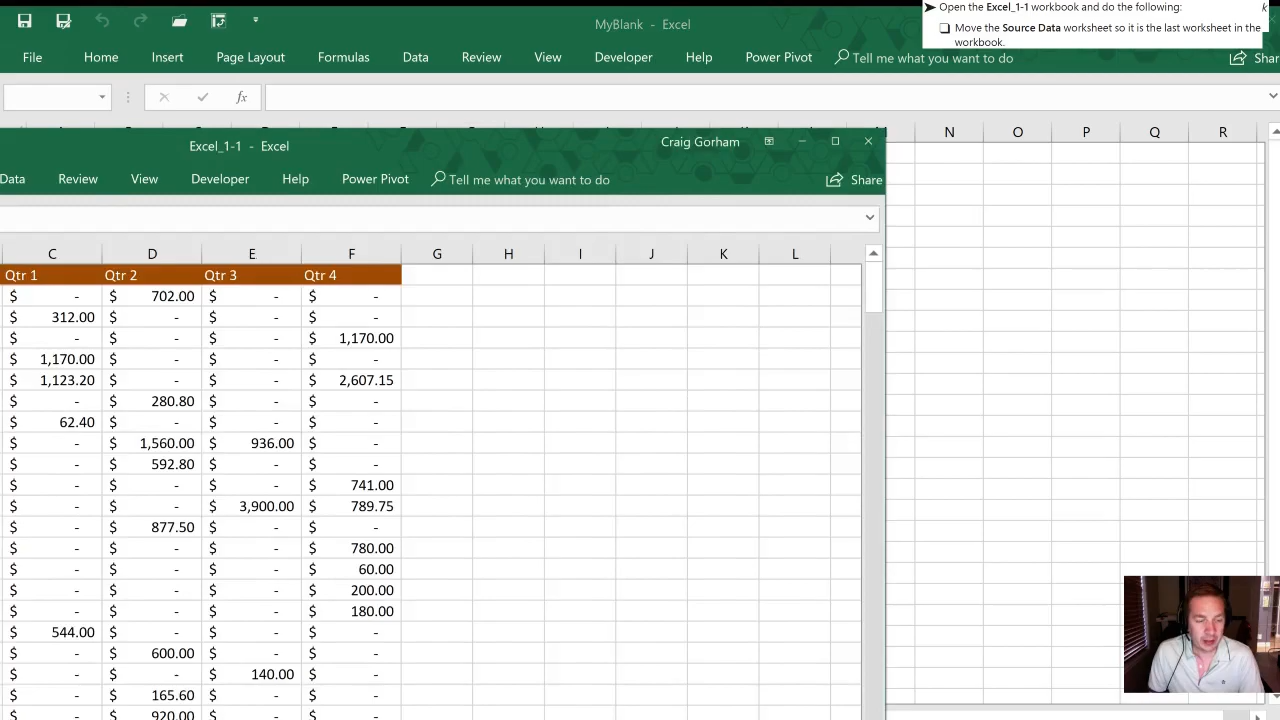 MyBlank - Excel
➤ Open the Excel_1-1 workbook and do the following:
k
❏ Move the Source Data worksheet so it is the last worksheet in the
workbook.
File Home Insert Page Layout Formulas Data Review View Developer Help Power Pivot Tell me what you want to do Shar
fx
N O P Q R
Excel_1-1 - Excel Craig Gorham
Data Review View Developer Help Power Pivot Tell me what you want to do Share
C D E F G H I J K L
Qtr 1 Qtr 2 Qtr 3 Qtr 4
$ - $ 702.00 $ - $ -
$ 312.00 $ - $ - $ -
$ - $ - $ - $ 1,170.00
$ 1,170.00 $ - $ - $ -
$ 1,123.20 $ - $ - $ 2,607.15
$ - $ 280.80 $ - $ -
$ 62.40 $ - $ - $ -
$ - $ 1,560.00 $ 936.00 $ -
$ - $ 592.80 $ - $ -
$ - $ - $ - $ 741.00
$ - $ - $ 3,900.00 $ 789.75
$ - $ 877.50 $ - $ -
$ - $ - $ - $ 780.00
$ - $ - $ - $ 60.00
$ - $ - $ - $ 200.00
$ - $ - $ - $ 180.00
$ 544.00 $ - $ - $ -
$ - $ 600.00 $ - $ -
$ - $ - $ 140.00 $ -
$ - $ 165.60 $ - $ -
$ - $ 920.00 $ - $ -